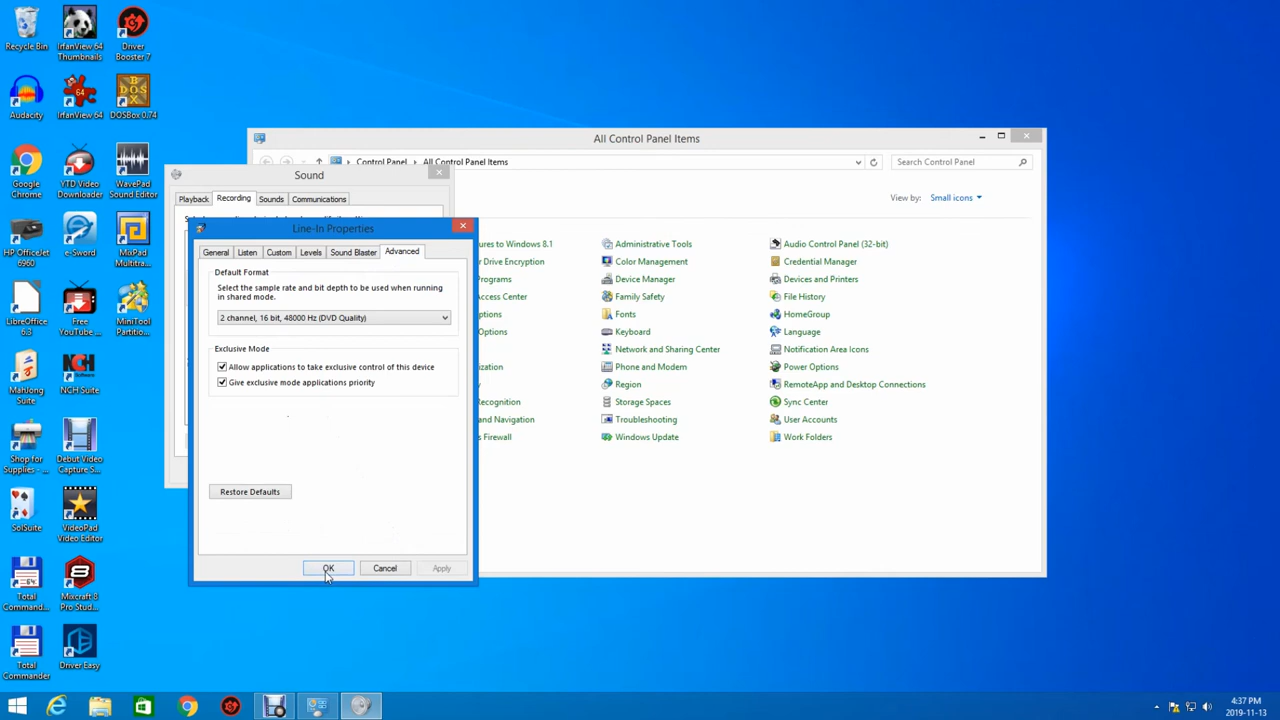 Recycle Bin
IrfanView 64
Thumbnails
Driver
Booster 7
Audacity
IrfanView 64
DOSBox 0.74
Google
Chrome
YTD Video
Downloader
WavePad
Sound Editor
HP OfficeJet
6960
e-Sword
MixPad
Multitra...
LibreOffice
6.3
Free
YouTube ...
MiniTool
Partitio...
MahJong
Suite
NCH Suite
Shop for
Supplies - ...
Debut Video
Capture S...
SolSuite
VideoPad
Video Editor
Total
Comman...
Mixcraft 8
Pro Stud...
Total
Commander
Driver Easy
All Control Panel Items
Control Panel
All Control Panel Items
Search Control Panel
View by: Small icons
Sound
Playback
Recording
Sounds
Communications
Line-In Properties
General
Listen
Custom
Levels
Sound Blaster
Advanced
Default Format
Select the sample rate and bit depth to be used when running
in shared mode.
2 channel, 16 bit, 48000 Hz (DVD Quality)
Exclusive Mode
Allow applications to take exclusive control of this device
Give exclusive mode applications priority
Restore Defaults
OK
Cancel
Apply
ures to Windows 8.1
Administrative Tools
Audio Control Panel (32-bit)
Drive Encryption
Color Management
Credential Manager
Programs
Device Manager
Devices and Printers
Access Center
Family Safety
File History
ptions
Fonts
HomeGroup
Options
Keyboard
Language
Network and Sharing Center
Notification Area Icons
ization
Phone and Modem
Power Options
Region
RemoteApp and Desktop Connections
Recognition
Storage Spaces
Sync Center
and Navigation
Troubleshooting
User Accounts
Firewall
Windows Update
Work Folders
4:37 PM
2019-11-13